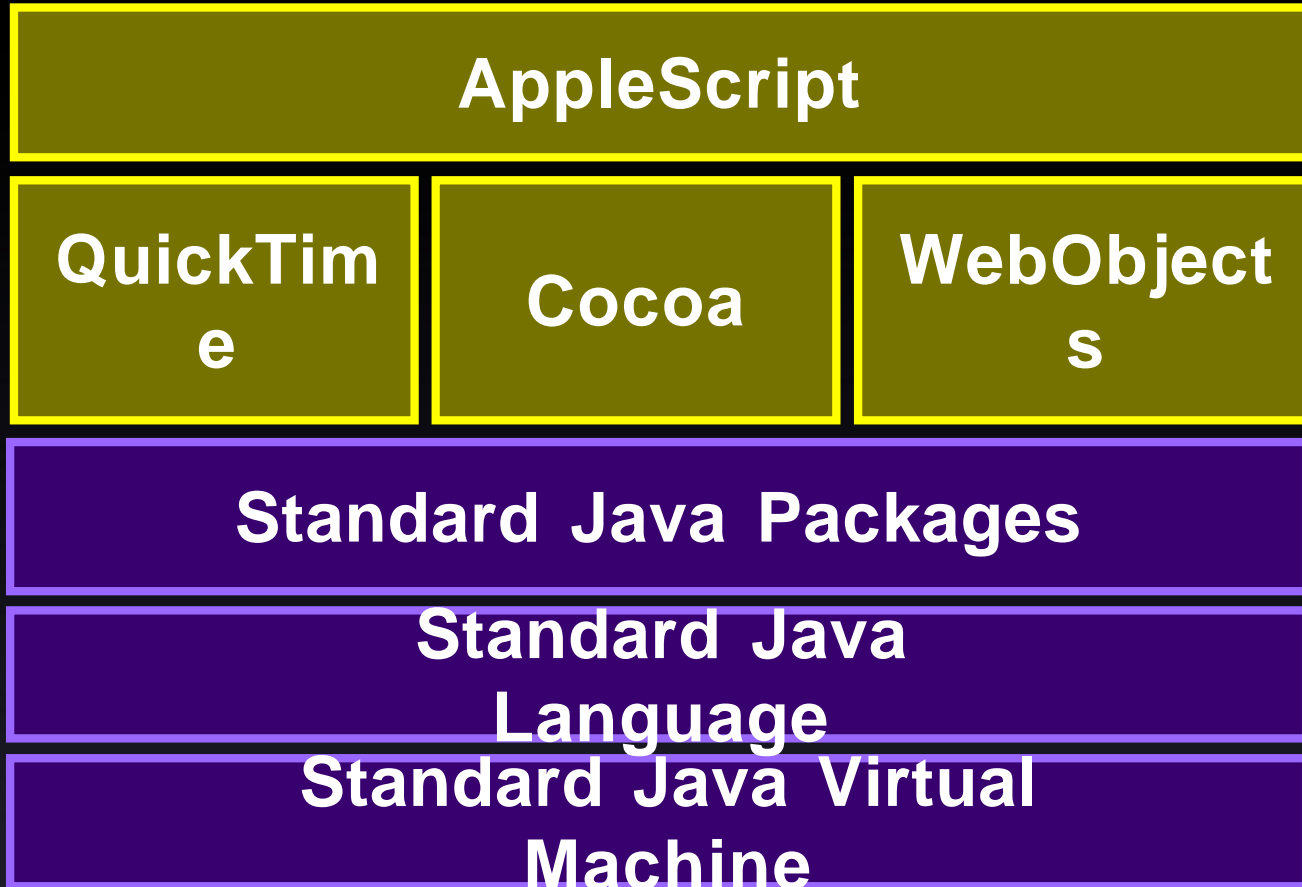 AppleScript
QuickTim
e
Cocoa
WebObject
s
Standard Java Packages
Standard Java
Language
Standard Java Virtual
Machine